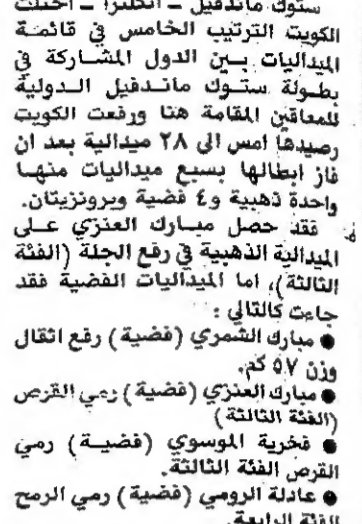 ستوك ماندفيل ـ انكلترا ـ احتلت
الكويت الترتيب الخامس في قائمة
الميداليات بين الدول المشاركة في
بطولة ستوك ماندفيل الدولية
للمعاقين المقامة هنا ورفعت الكويت
رصيدها امس الى ٢٨ ميدالية بعد ان
فاز ابطالها بسبع ميداليات منها
واحدة ذهبية و٤ فضية وبرونزيتان.
فقد حصل مبارك العنزي على
الميدالية الذهبية في رفع الجلة (الفئة
الثالثة)، اما الميداليات الفضية فقد
جاءت كالتالي :
● مبارك الشمري (فضية) رفع اثقال
وزن ٥٧ كم.
● مبارك العنزي (فضية) رمي القرص
(الفئة الثالثة)
● فخرية الموسوي (فضية) رمي
القرص الفئة الثالثة.
● عادلة الرومي (فضية) رمي الرمح
الفئة الرابعة.